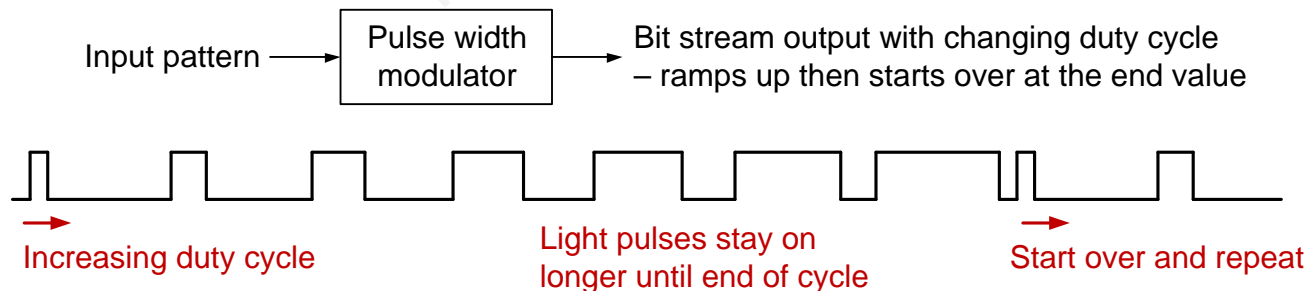 Input pattern
Pulse width
modulator
Bit stream output with changing duty cycle
– ramps up then starts over at the end value
Increasing duty cycle
Light pulses stay on
longer until end of cycle
Start over and repeat